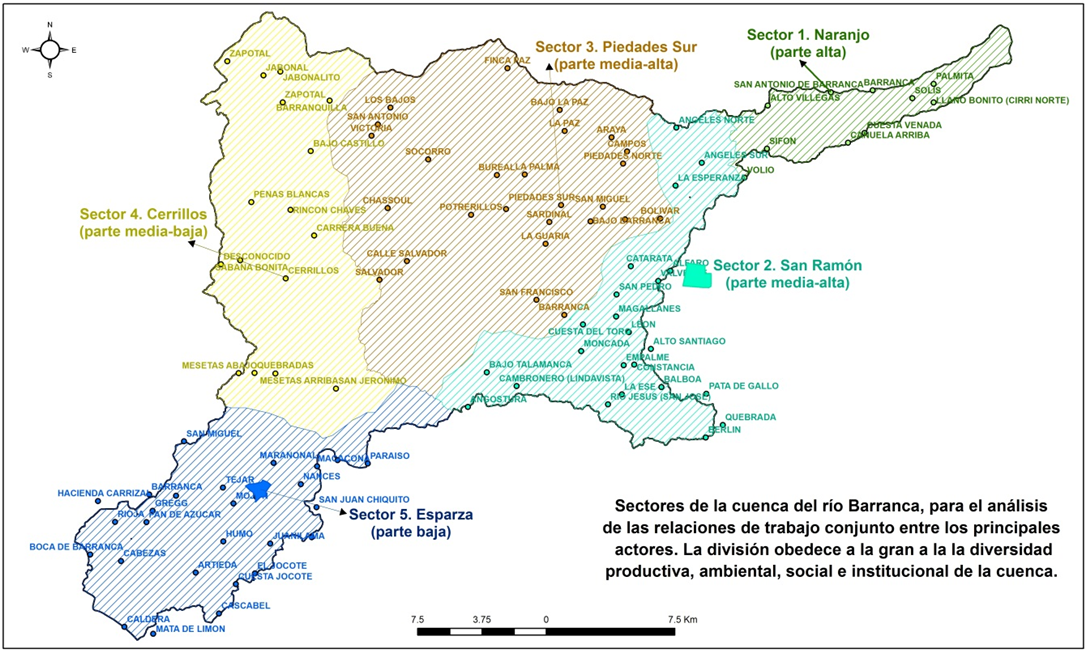 N
W E
S
Sector 1. Naranjo
(parte alta)
Sector 3. Piedades Sur
(parte media-alta)
Sector 4. Cerrillos
(parte media-baja)
Sector 2. San Ramón
(parte media-alta)
Sector 5. Esparza
(parte baja)
ZAPOTAL
JABONAL
JABONALITO
ZAPOTAL
BARRANQUILLA
BAJO CASTILLO
PENAS BLANCAS
RINCON CHAVES
CARRERA BUENA
DESCONOCIDO
SABANA BONITA
CERRILLOS
MESETAS ABAJO
QUEBRADAS
MESETAS ARRIBA
SAN JERONIMO
FINCA PAZ
LOS BAJOS
SAN ANTONIO
VICTORIA
SOCORRO
BAJO LA PAZ
LA PAZ
ARAYA
CAMPOS
PIEDADES NORTE
BUREAL
LA PALMA
CHASSOUL
POTRERILLOS
PIEDADES SUR
SAN MIGUEL
SARDINAL
BAJO BARRANCA
BOLIVAR
LA GUARIA
CALLE SALVADOR
SALVADOR
SAN FRANCISCO
BARRANCA
SAN ANTONIO DE BARRANCA
BARRANCA
PALMITA
ALTO VILLEGAS
SOLIS
LLANO BONITO (CIRRI NORTE)
CUESTA VENADA
CAÑUELA ARRIBA
SIFON
VOLIO
ANGELES NORTE
ANGELES SUR
LA ESPERANZA
CATARATA
ALFARO
SAN PEDRO
MAGALLANES
CUESTA DEL TORO
LEON
MONCADA
ALTO SANTIAGO
EMPALME
CONSTANCIA
BAJO TALAMANCA
CAMBRONERO (LINDAVISTA)
BALBOA
LA ESE
PATA DE GALLO
RIO JESUS (SAN JOSE)
ANGOSTURA
QUEBRADA
BERLIN
SAN MIGUEL
MARANONAL
MACACONA
PARAISO
TEJAR
NANCES
BARRANCA
HACIENDA CARRIZAL
GREGG
SAN JUAN CHIQUITO
RIOJA
PAN DE AZUCAR
HUMO
JUANILAMA
BOCA DE BARRANCA
CABEZAS
ARTIEDA
EL JOCOTE
CUESTA JOCOTE
CASCABEL
CALDERA
MATA DE LIMON
Sectores de la cuenca del río Barranca, para el análisis
de las relaciones de trabajo conjunto entre los principales
actores. La división obedece a la gran a la la diversidad
productiva, ambiental, social e institucional de la cuenca.
7.5 3.75 0 7.5 Km